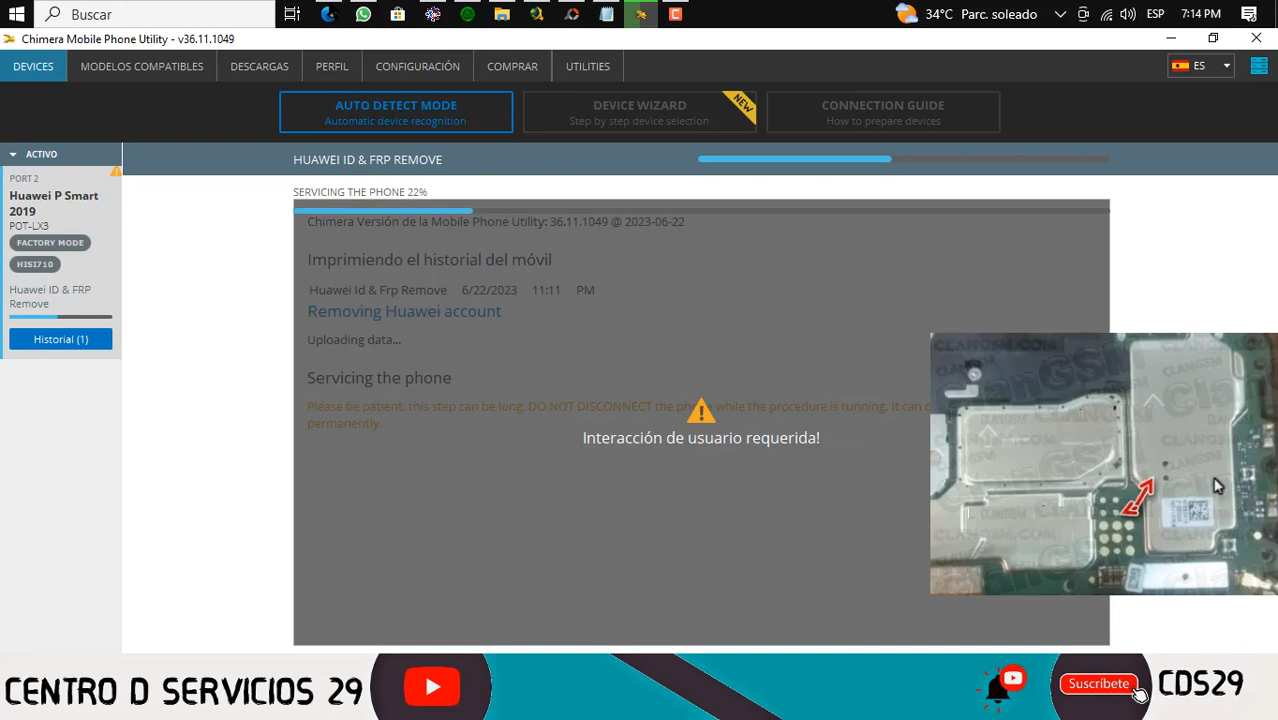 Buscar
34°C Parc. soleado
ESP
7:14 PM
Chimera Mobile Phone Utility - v36.11.1049
DEVICES
MODELOS COMPATIBLES
DESCARGAS
PERFIL
CONFIGURACIÓN
COMPRAR
UTILITIES
ES
AUTO DETECT MODE
Automatic device recognition
DEVICE WIZARD
Step by step device selection
NEW
CONNECTION GUIDE
How to prepare devices
ACTIVO
PORT 2
Huawei P Smart
2019
POT-LX3
FACTORY MODE
HISI710
Huawei ID & FRP
Remove
Historial (1)
HUAWEI ID & FRP REMOVE
SERVICING THE PHONE 22%
Chimera Versión de la Mobile Phone Utility: 36.11.1049 @ 2023-06-22
Imprimiendo el historial del móvil
Huawei Id & Frp Remove 6/22/2023 11:11 PM
Removing Huawei account
Uploading data...
Servicing the phone
Please be patient, this step can be long. DO NOT DISCONNECT the while the procedure is running. It can
permanently.
Interacción de usuario requerida!
CLANGSM
CLANGSM.COM
ClanGSM
CENTRO D SERVICIOS 29
Suscríbete
CDS29